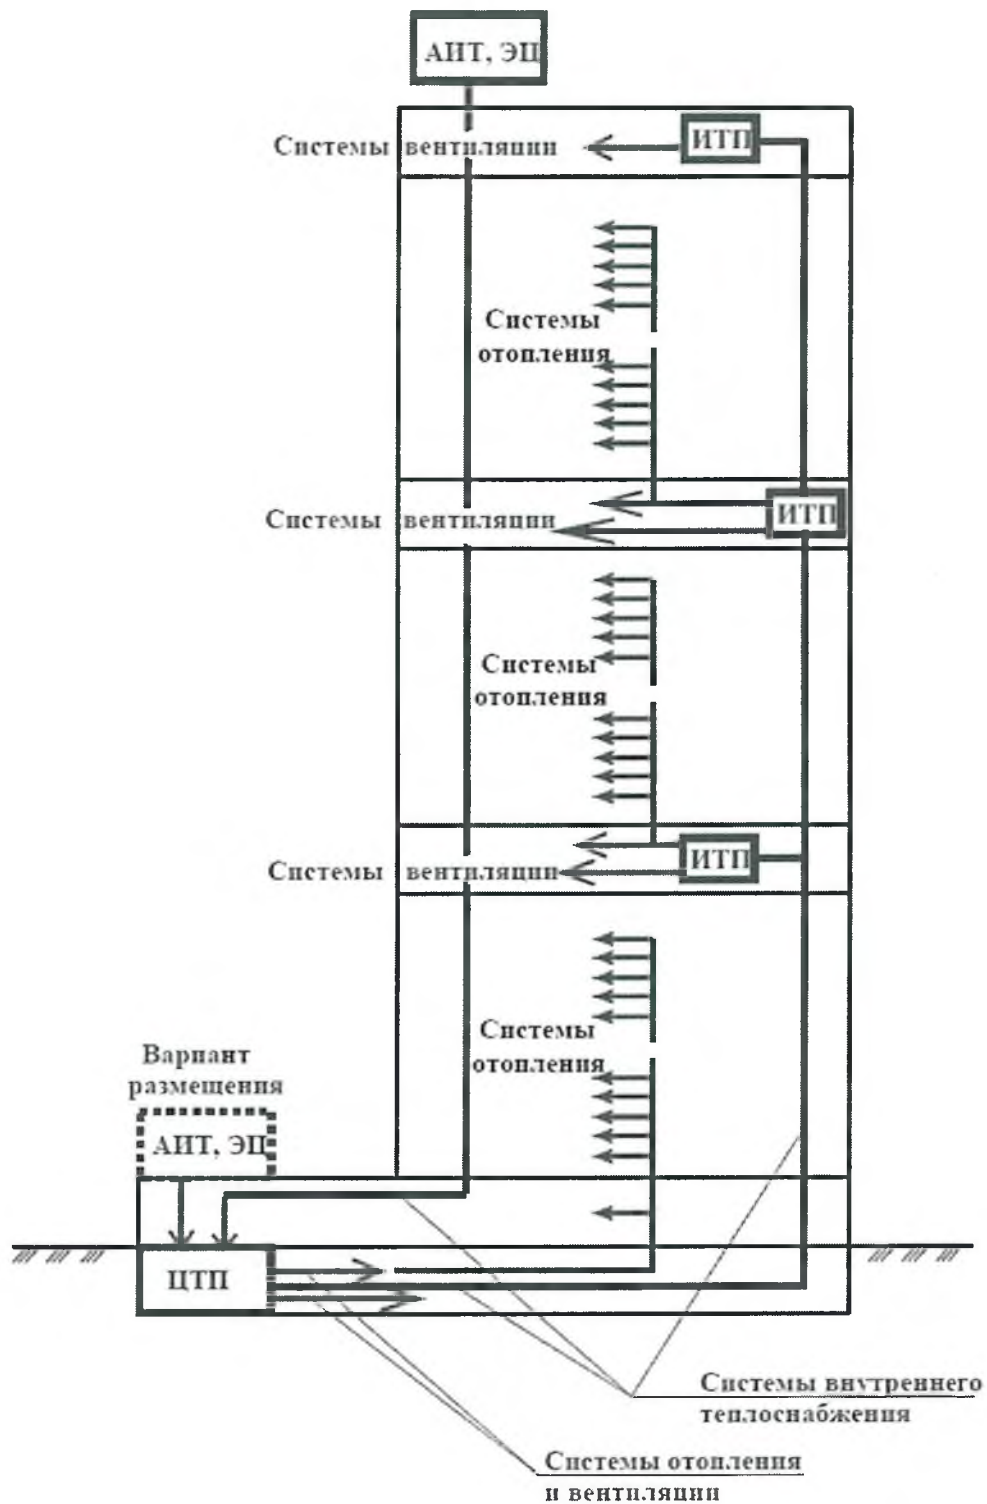 АИТ, ЭЦ
Системы вентиляции
ИТП
Системы
отопления
Системы вентиляции
ИТП
Системы
отопления
Системы вентиляции
ИТП
Системы
отопления
Вариант
размещения
АИТ, ЭЦ
ЦТП
Системы внутреннего
теплоснабжения
Системы отопления
и вентиляции